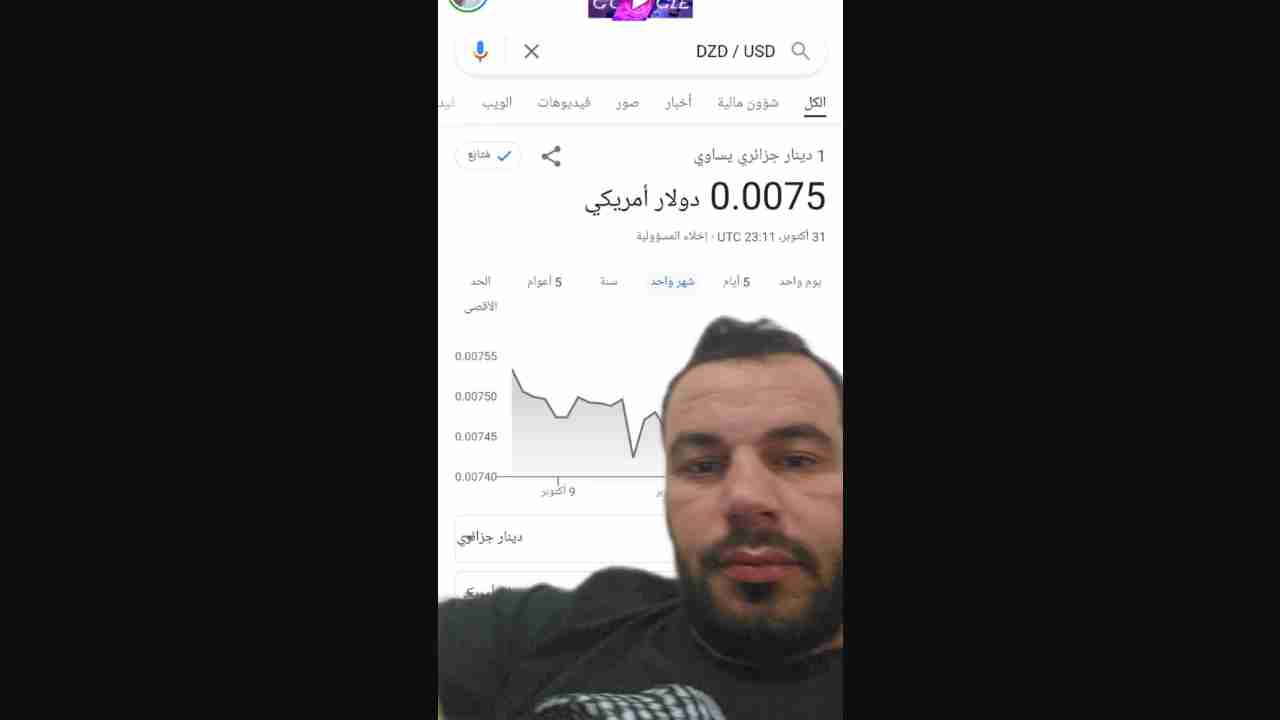 GOOGLE
DZD / USD
الكل شؤون مالية أخبار صور فيديوهات الويب
1 دينار جزائري يساوي
مُتابَع
0.0075 دولار أمريكي
31 أكتوبر، 23:11 UTC · إخلاء المسؤولية
يوم واحد 5 أيام شهر واحد سنة 5 أعوام الحد الأقصى
0.00755
0.00750
0.00745
0.00740
9 أكتوبر
دينار جزائري